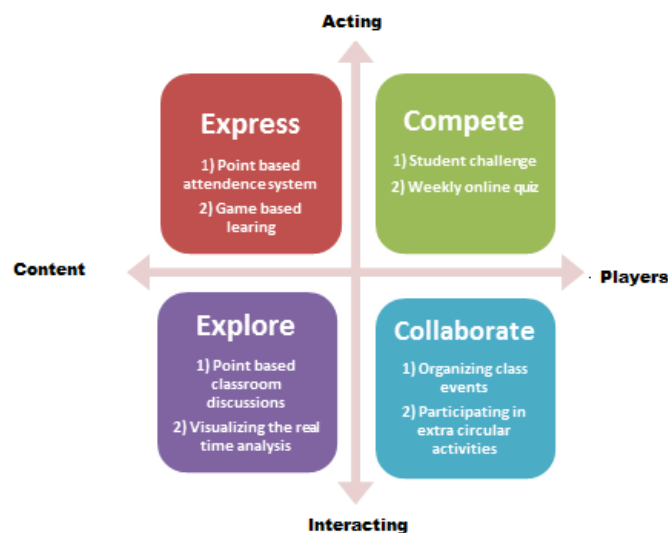 Acting
Express
1) Point based
attendence system
2) Game based
learing
Compete
1) Student challenge
2) Weekly online quiz
Content
Players
Explore
1) Point based
classroom
discussions
2) Visualizing the real
time analysis
Collaborate
1) Organizing class
events
2) Participating in
extra circular
activities
Interacting